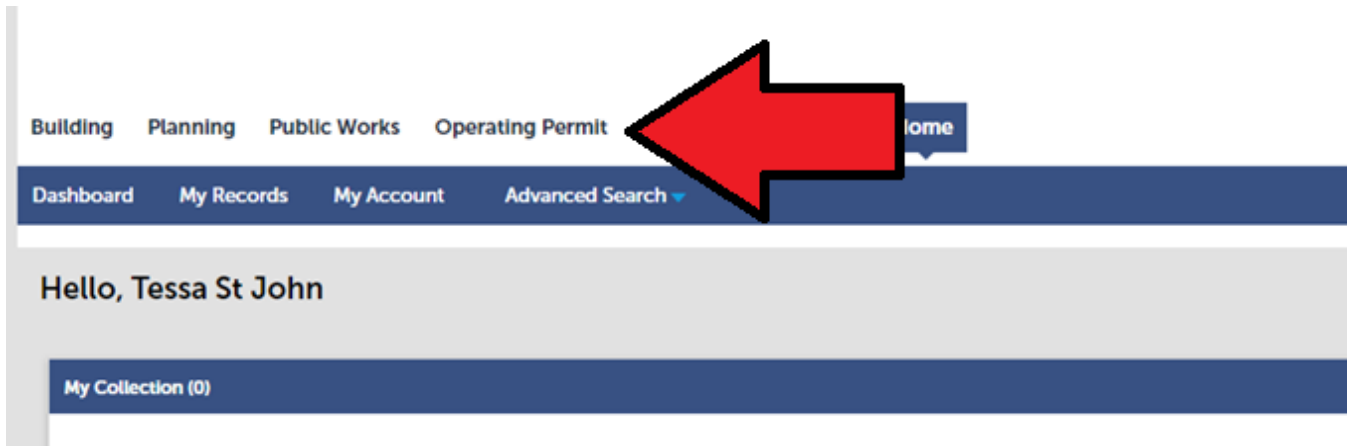 Building Planning Public Works Operating Permit
Dashboard My Records My Account Advanced Search
Hello, Tessa St John
My Collection (0)